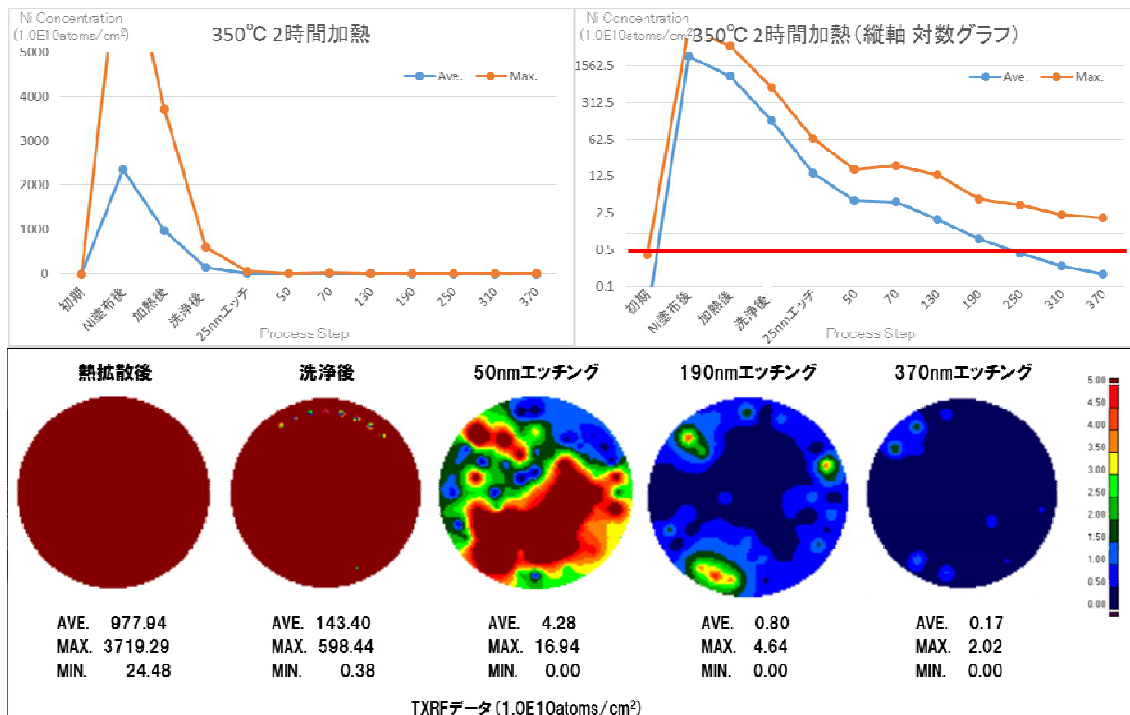 Ni Concentration
(1.0E10atoms/cm²)
350℃ 2時間加熱
Ave.
Max.
5000
4000
3000
2000
1000
0
初期
Ni塗布後
加熱後
洗浄後
25nmエッチ
50
70
130
190
250
310
370
Process Step
Ni Concentration
(1.0E10atoms/cm²)
350℃ 2時間加熱(縦軸 対数グラフ)
Ave.
Max.
1562.5
312.5
62.5
12.5
2.5
0.5
0.1
初期
Ni塗布後
加熱後
洗浄後
25nmエッチ
50
70
130
190
250
310
370
Process Step
熱拡散後
洗浄後
50nmエッチング
190nmエッチング
370nmエッチング
AVE. 977.94
MAX. 3719.29
MIN. 24.48
AVE. 143.40
MAX. 598.44
MIN. 0.38
AVE. 4.28
MAX. 16.94
MIN. 0.00
AVE. 0.80
MAX. 4.64
MIN. 0.00
AVE. 0.17
MAX. 2.02
MIN. 0.00
5.00
4.50
4.00
3.50
3.00
2.50
2.00
1.50
1.00
0.50
0.00
TXRFデータ(1.0E10atoms/cm²)